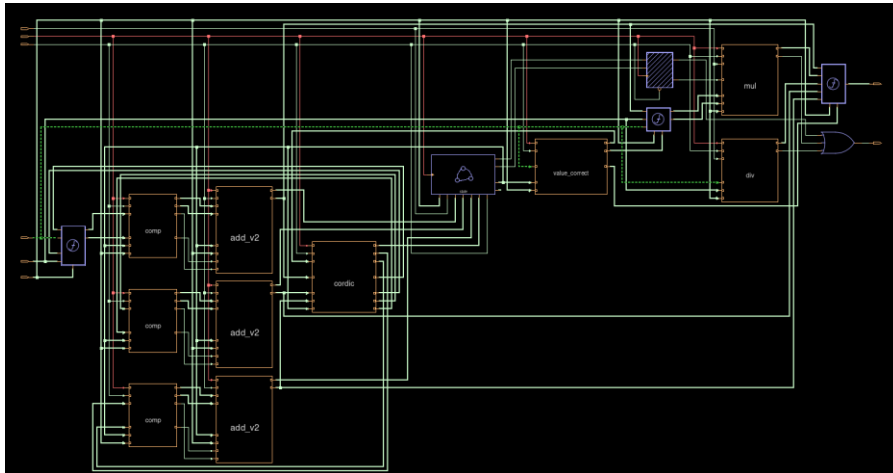 mul
value_correct
div
comp
add_v2
cordic
comp
add_v2
comp
add_v2